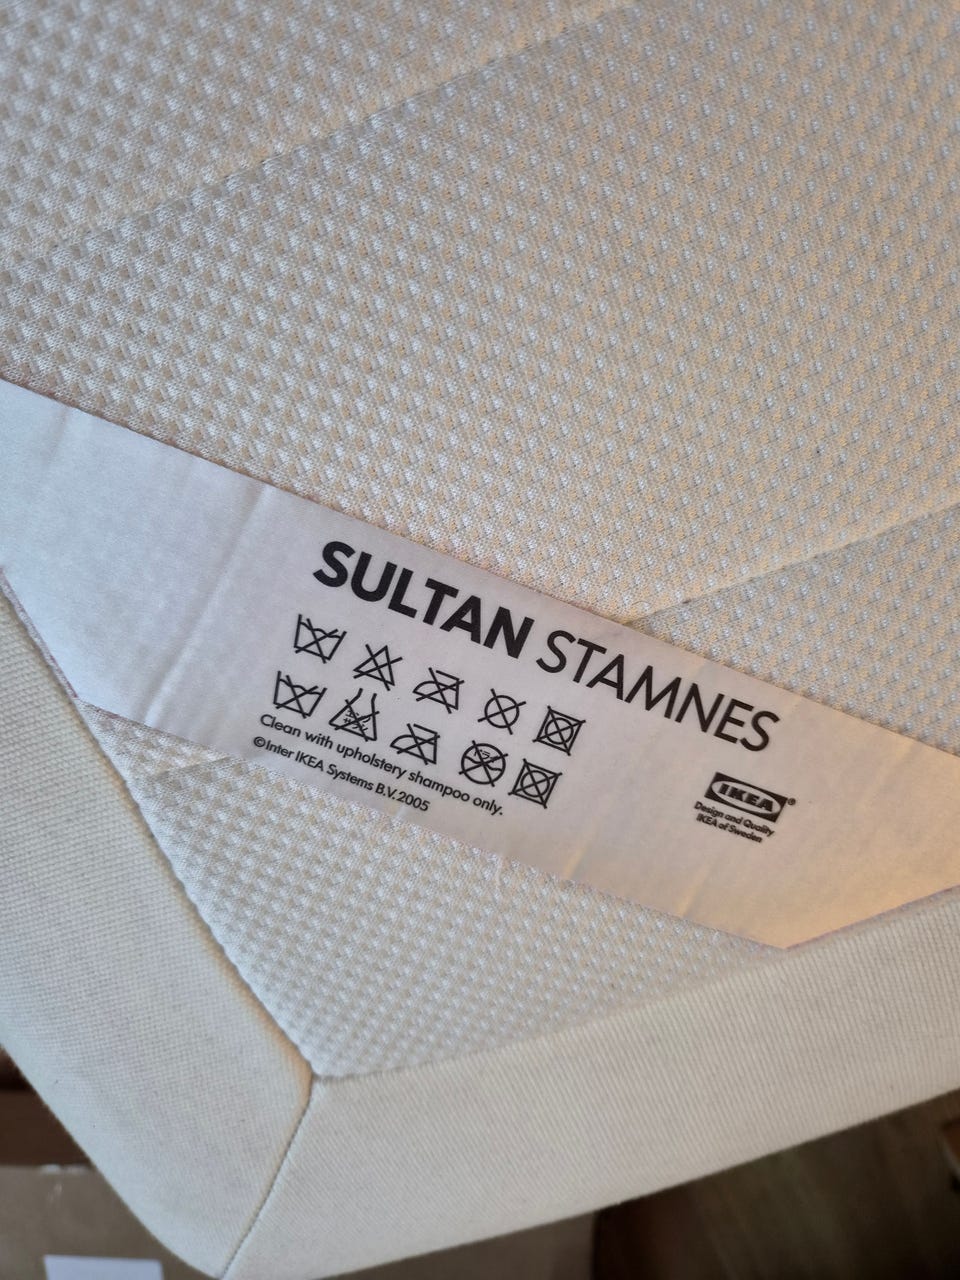 SULTAN STAMNES
Clean with upholstery shampoo only.
©Inter IKEA Systems B.V. 2005
IKEA®
Design and Quality
IKEA of Sweden